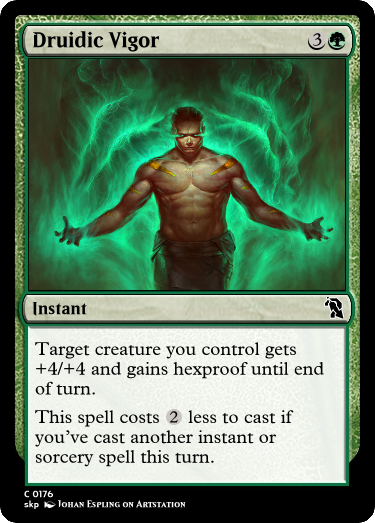 Druidic Vigor 3
Instant
Target creature you control gets
+4/+4 and gains hexproof until end
of turn.
This spell costs 2 less to cast if
you've cast another instant or
sorcery spell this turn.
C 0176
skp Johan Espling on Artstation